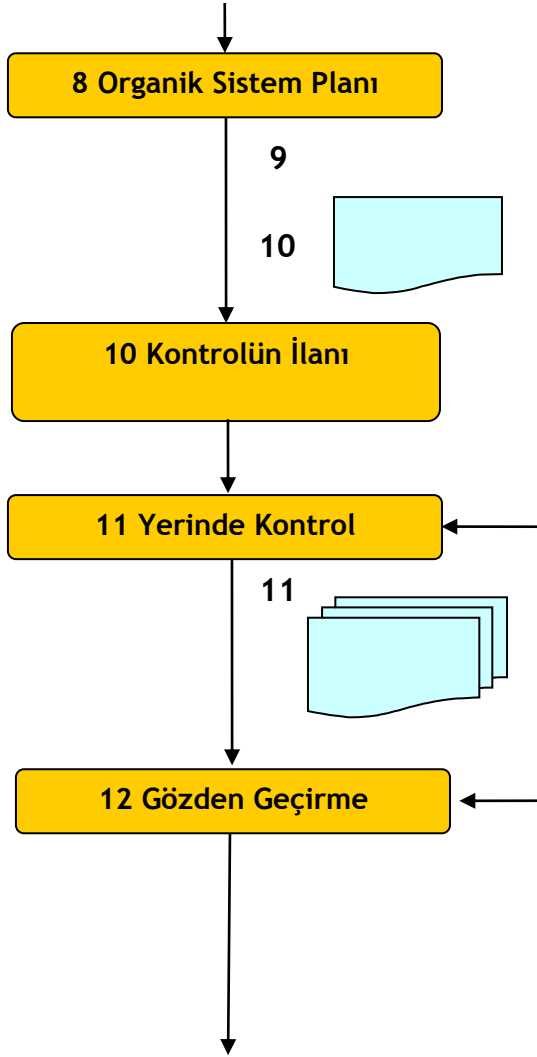 8 Organik Sistem Planı
9
10
10 Kontrolün İlanı
11 Yerinde Kontrol
11
12 Gözden Geçirme